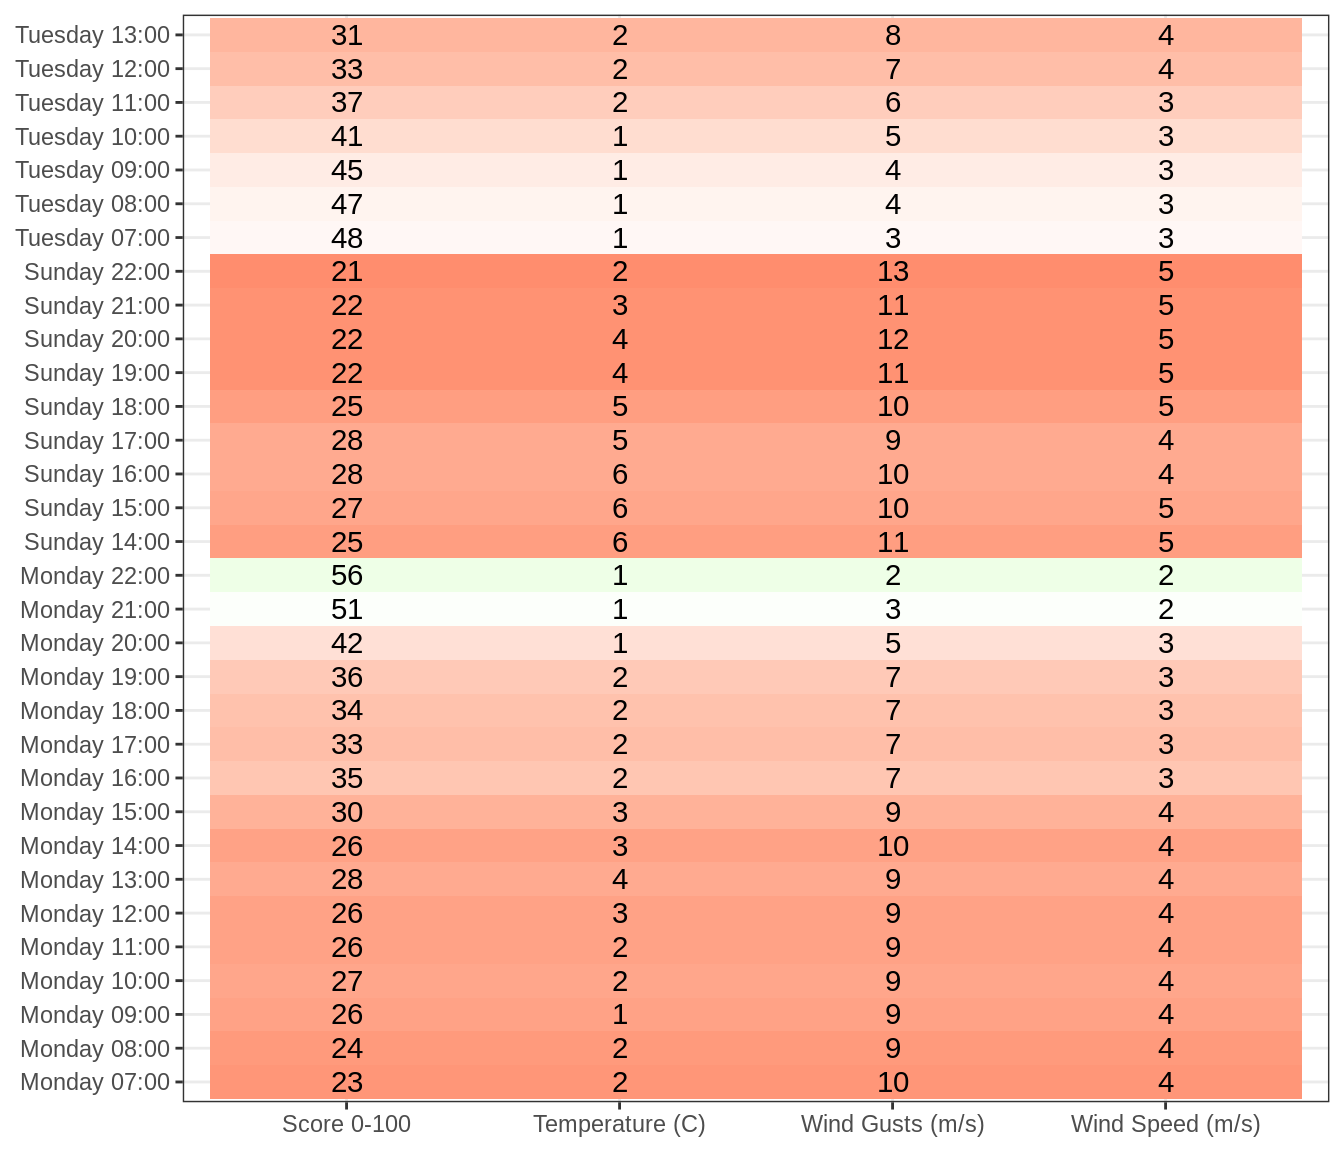 Tuesday 13:00 31 2 8 4
Tuesday 12:00 33 2 7 4
Tuesday 11:00 37 2 6 3
Tuesday 10:00 41 1 5 3
Tuesday 09:00 45 1 4 3
Tuesday 08:00 47 1 4 3
Tuesday 07:00 48 1 3 3
Sunday 22:00 21 2 13 5
Sunday 21:00 22 3 11 5
Sunday 20:00 22 4 12 5
Sunday 19:00 22 4 11 5
Sunday 18:00 25 5 10 5
Sunday 17:00 28 5 9 4
Sunday 16:00 28 6 10 4
Sunday 15:00 27 6 10 5
Sunday 14:00 25 6 11 5
Monday 22:00 56 1 2 2
Monday 21:00 51 1 3 2
Monday 20:00 42 1 5 3
Monday 19:00 36 2 7 3
Monday 18:00 34 2 7 3
Monday 17:00 33 2 7 3
Monday 16:00 35 2 7 3
Monday 15:00 30 3 9 4
Monday 14:00 26 3 10 4
Monday 13:00 28 4 9 4
Monday 12:00 26 3 9 4
Monday 11:00 26 2 9 4
Monday 10:00 27 2 9 4
Monday 09:00 26 1 9 4
Monday 08:00 24 2 9 4
Monday 07:00 23 2 10 4
Score 0-100 Temperature (C) Wind Gusts (m/s) Wind Speed (m/s)